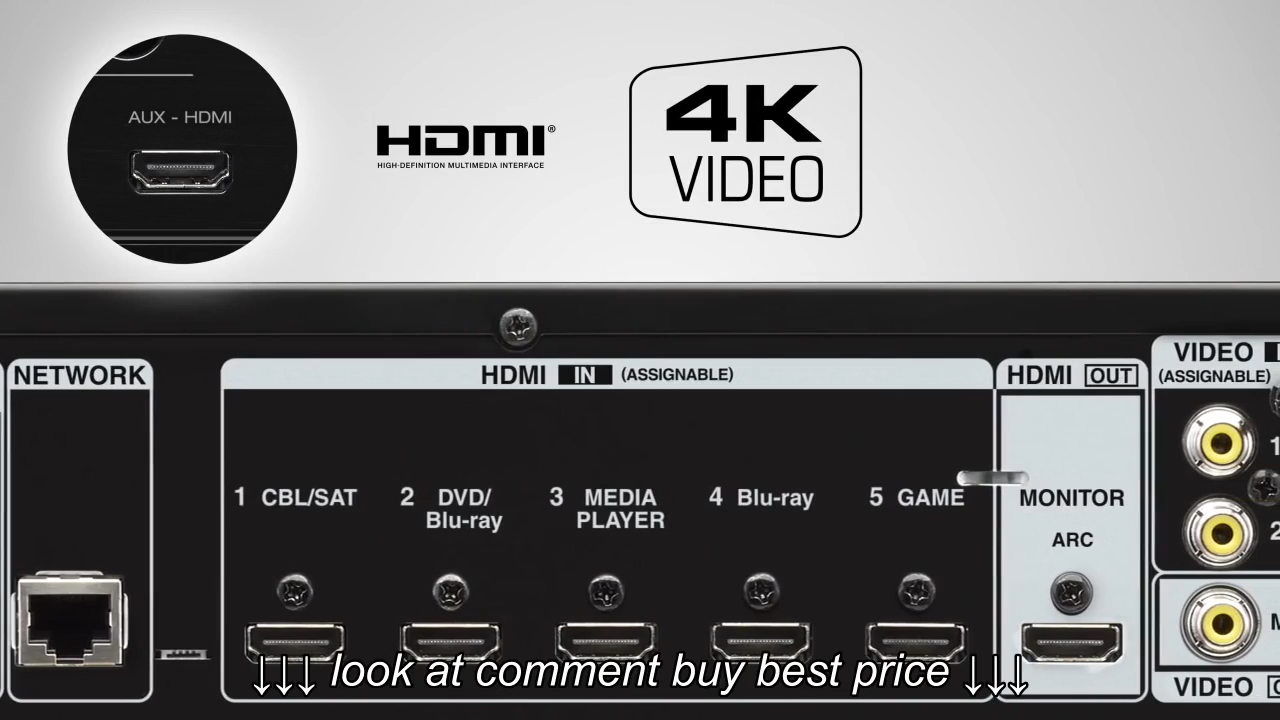 AUX - HDMI
HDMI®
HIGH-DEFINITION MULTIMEDIA INTERFACE
4K
VIDEO
NETWORK
HDMI IN (ASSIGNABLE)
HDMI OUT
VIDEO
(ASSIGNABLE)
1 CBL/SAT
2 DVD/
Blu-ray
3 MEDIA
PLAYER
4 Blu-ray
5 GAME
MONITOR
ARC
1
2
↓↓↓ look at comment buy best price ↓↓↓
VIDEO